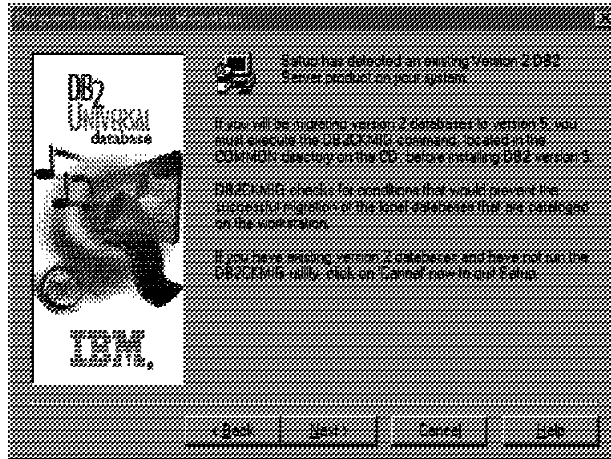 DB2
UNIVERSAL
database
IBM.
Setup has detected an existing Version 2 DB2
Server product on your system.
If you will be migrating version 2 databases to version 5, you
must execute the DB2CKMIG command, located in the
COMMON directory on the CD, before installing DB2 version 5.
DB2CKMIG checks for conditions that would prevent the
successful migration of the local databases that are cataloged
on the workstation.
If you have existing version 2 databases and have not run the
DB2CKMIG utility, click on 'Cancel' now to quit Setup.
< Back
Next >
Cancel
Help